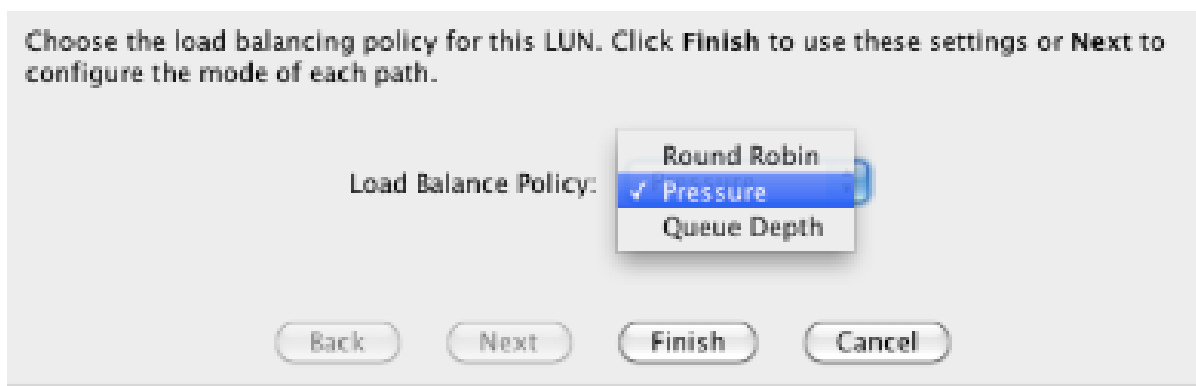 Choose the load balancing policy for this LUN. Click Finish to use these settings or Next to
configure the mode of each path.
Load Balance Policy:
Round Robin
✓ Pressure
Queue Depth
Back
Next
Finish
Cancel